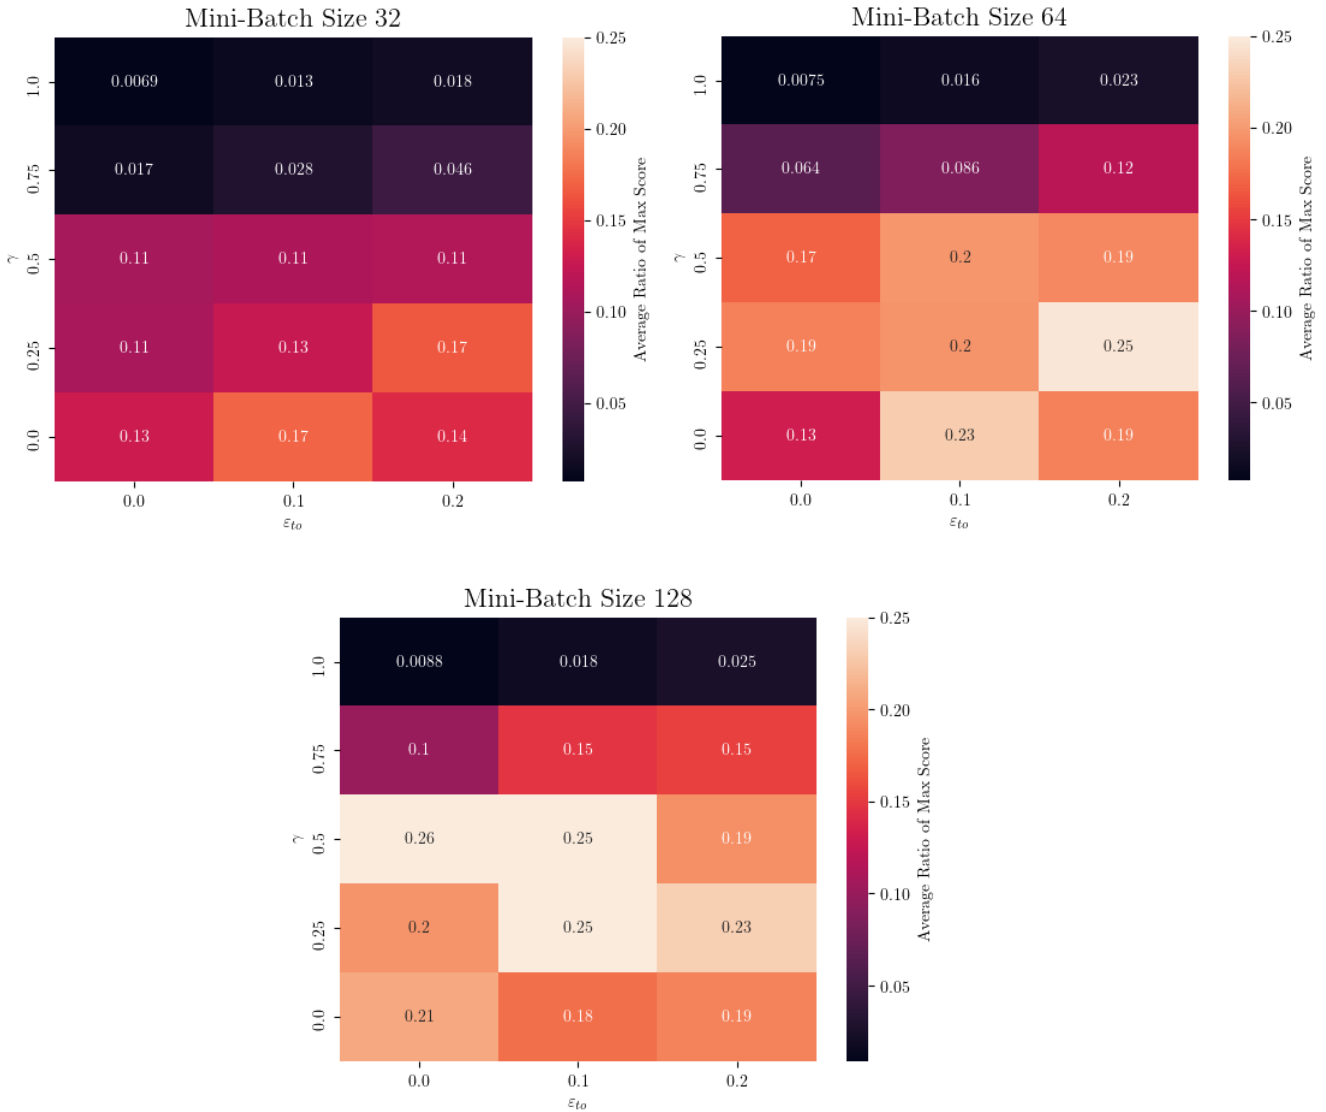 Mini-Batch Size 32
1.0 0.0069 0.013 0.018
0.75 0.017 0.028 0.046
γ 0.5 0.11 0.11 0.11
0.25 0.11 0.13 0.17
0.0 0.13 0.17 0.14
0.0 0.1 0.2
ε_to
0.25
0.20
0.15
0.10
0.05
Average Ratio of Max Score
Mini-Batch Size 64
1.0 0.0075 0.016 0.023
0.75 0.064 0.086 0.12
γ 0.5 0.17 0.2 0.19
0.25 0.19 0.2 0.25
0.0 0.13 0.23 0.19
0.0 0.1 0.2
ε_to
0.25
0.20
0.15
0.10
0.05
Average Ratio of Max Score
Mini-Batch Size 128
1.0 0.0088 0.018 0.025
0.75 0.1 0.15 0.15
γ 0.5 0.26 0.25 0.19
0.25 0.2 0.25 0.23
0.0 0.21 0.18 0.19
0.0 0.1 0.2
ε_to
0.25
0.20
0.15
0.10
0.05
Average Ratio of Max Score